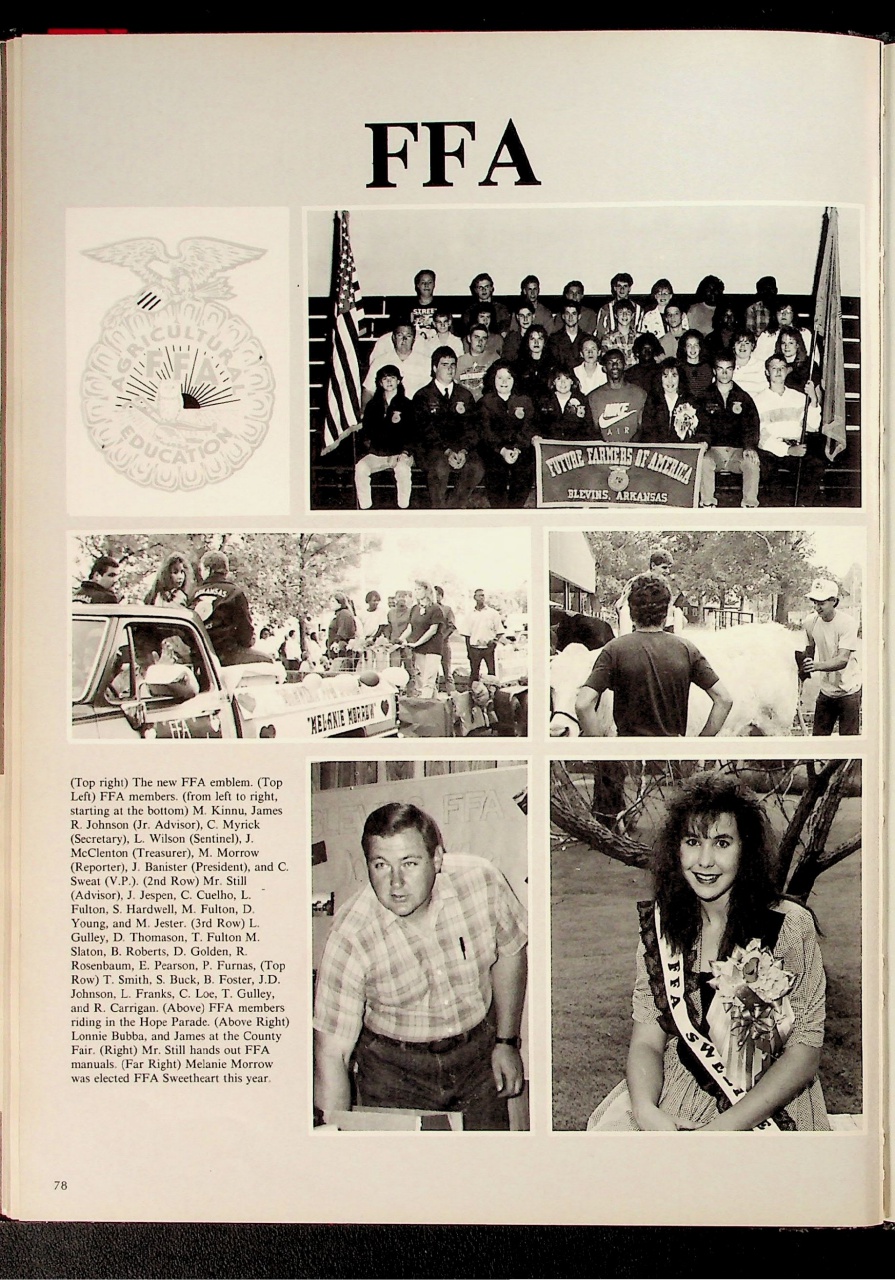 FFA
AGRICULTURAL
FFA
EDUCATION
STREET
NIKE
AIR
FUTURE FARMERS OF AMERICA
BLEVINS, ARKANSAS
"MELANIE MORROW"
FFA
BLEVINS FFA
FFA SWE
(Top right) The new FFA emblem. (Top
Left) FFA members. (from left to right,
starting at the bottom) M. Kinnu, James
R. Johnson (Jr. Advisor), C. Myrick
(Secretary), L. Wilson (Sentinel), J.
McClenton (Treasurer), M. Morrow
(Reporter), J. Banister (President), and C.
Sweat (V.P.). (2nd Row) Mr. Still
(Advisor), J. Jespen, C. Cuelho, L.
Fulton, S. Hardwell, M. Fulton, D.
Young, and M. Jester. (3rd Row) L.
Gulley, D. Thomason, T. Fulton M.
Slaton, B. Roberts, D. Golden, R.
Rosenbaum, E. Pearson, P. Furnas, (Top
Row) T. Smith, S. Buck, B. Foster, J.D.
Johnson, L. Franks, C. Loe, T. Gulley,
and R. Carrigan. (Above) FFA members
riding in the Hope Parade. (Above Right)
Lonnie Bubba, and James at the County
Fair. (Right) Mr. Still hands out FFA
manuals. (Far Right) Melanie Morrow
was elected FFA Sweetheart this year.
78